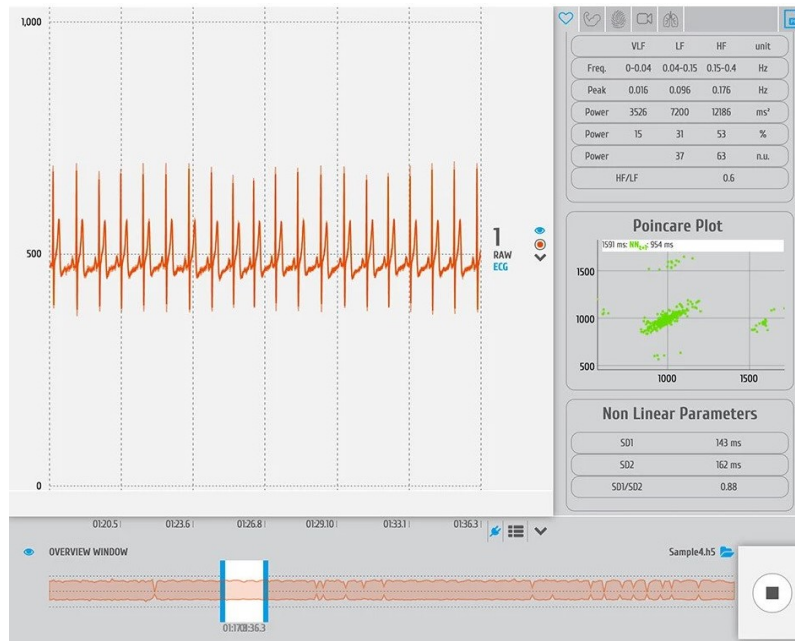 1,000
500
0
1
RAW
ECG
VLF LF HF unit
Freq. 0-0.04 0.04-0.15 0.15-0.4 Hz
Peak 0.016 0.096 0.176 Hz
Power 3526 7200 12186 ms²
Power 15 31 53 %
Power 37 63 n.u.
HF/LF 0.6
Poincare Plot
1591 ms: 954 ms
1500
1000
500
1000 1500
Non Linear Parameters
SD1 143 ms
SD2 162 ms
SD1/SD2 0.88
01:20.5 01:23.6 01:26.8 01:29.10 01:33.1 01:36.3
OVERVIEW WINDOW Sample4.h5